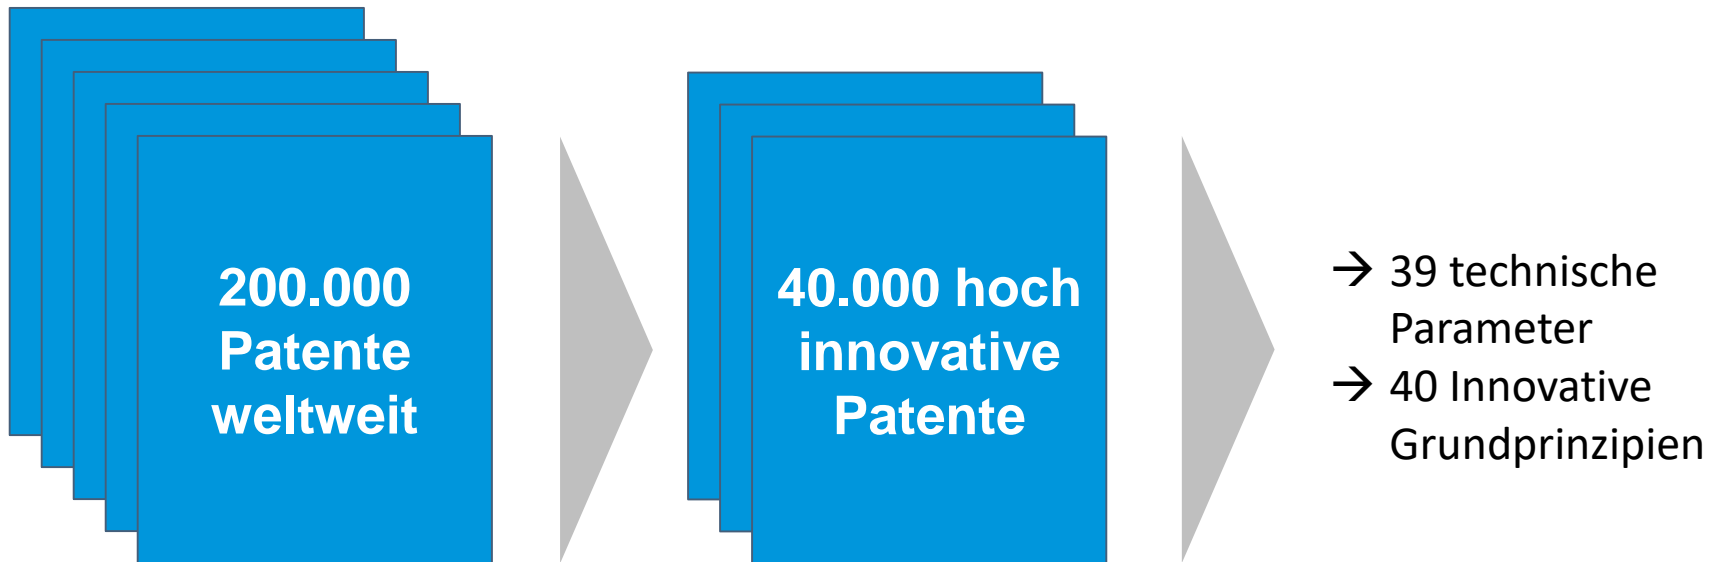 200.000
Patente
weltweit
40.000 hoch
innovative
Patente
→ 39 technische
Parameter
→ 40 Innovative
Grundprinzipien